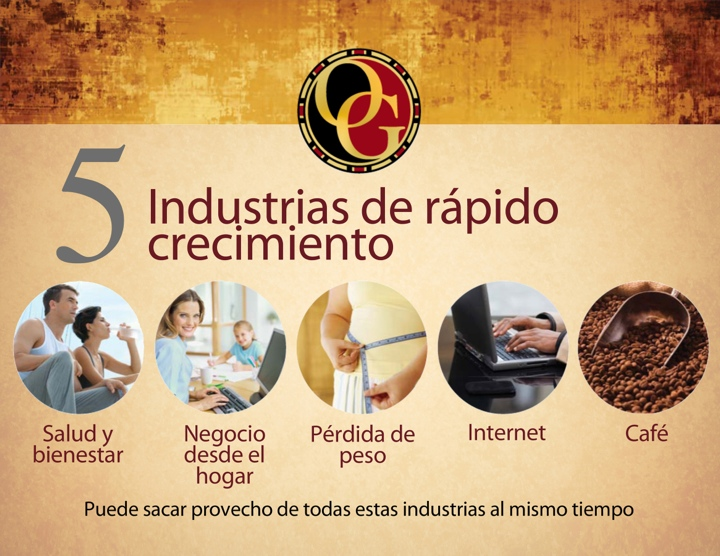 OG
5
Industrias de rápido
crecimiento
Salud y
bienestar
Negocio
desde el
hogar
Pérdida de
peso
Internet
Café
Puede sacar provecho de todas estas industrias al mismo tiempo